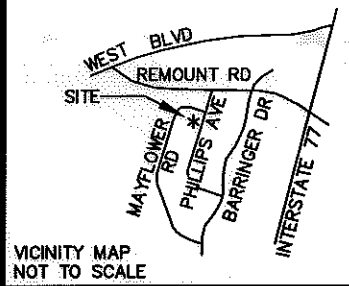 WEST BLVD
REMOUNT RD
SITE
MAYFLOWER
RD
PHILLIPS AVE
BARRINGER DR
INTERSTATE 77
VICINITY MAP
NOT TO SCALE